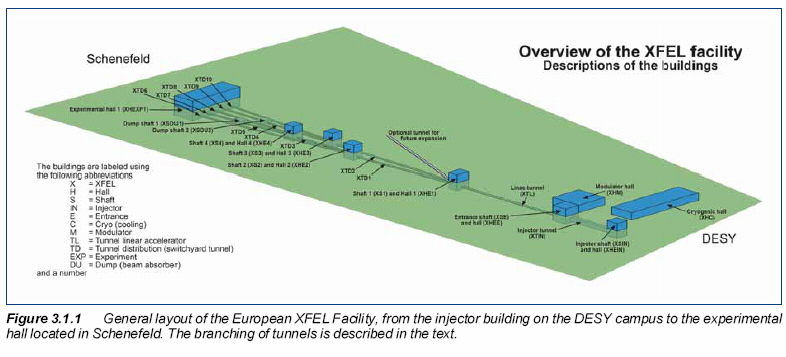 Overview of the XFEL facility
Descriptions of the buildings
Schenefeld
XTD10
XTD9
XTD8
XTD7
XTD6
Experimental hall 1 (XHEXP1)
Dump shaft 1 (XSDU1)
Dump shaft 2 (XSDU2)
XTD5
XTD4
Shaft 4 (XS4) and Hall 4 (XHE4)
XTD3
Shaft 3 (XS3) and Hall 3 (XHE3)
Shaft 2 (XS2) and Hall 2 (XHE2)
XTD2
XTD1
Optional tunnel for
future expansion
Shaft 1 (XS1) and Hall 1 (XHE1)
Linac tunnel
(XTL)
Modulator hall
(XHM)
Entrance shaft (XSE)
and hall (XHEE)
Injector tunnel
(XTIN)
Cryogenic hall
(XHC)
Injector shaft (XSIN)
and hall (XHEIN)
DESY
The buildings are labeled using
the following abbreviations
X = XFEL
H = Hall
S = Shaft
IN = Injector
E = Entrance
C = Cryo (cooling)
M = Modulator
TL = Tunnel linear accelerator
TD = Tunnel distribution (switchyard tunnel)
EXP = Experiment
DU = Dump (beam absorber)
and a number
Figure 3.1.1 General layout of the European XFEL Facility, from the injector building on the DESY campus to the experimental
hall located in Schenefeld. The branching of tunnels is described in the text.